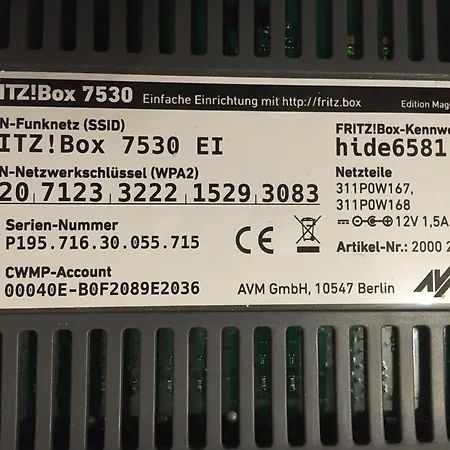 ITZ!Box 7530 Einfache Einrichtung mit http://fritz.box Edition Mag
N-Funknetz (SSID)
ITZ!Box 7530 EI
N-Netzwerkschlüssel (WPA2)
20 7123 3222 1529 3083
FRITZ!Box-Kennw
hide6581
Netzteile
311P0W167,
311P0W168
12V 1,5A
Serien-Nummer
P195.716.30.055.715
CE
Artikel-Nr.: 2000 2
CWMP-Account
00040E-B0F2089E2036
AVM GmbH, 10547 Berlin
AV